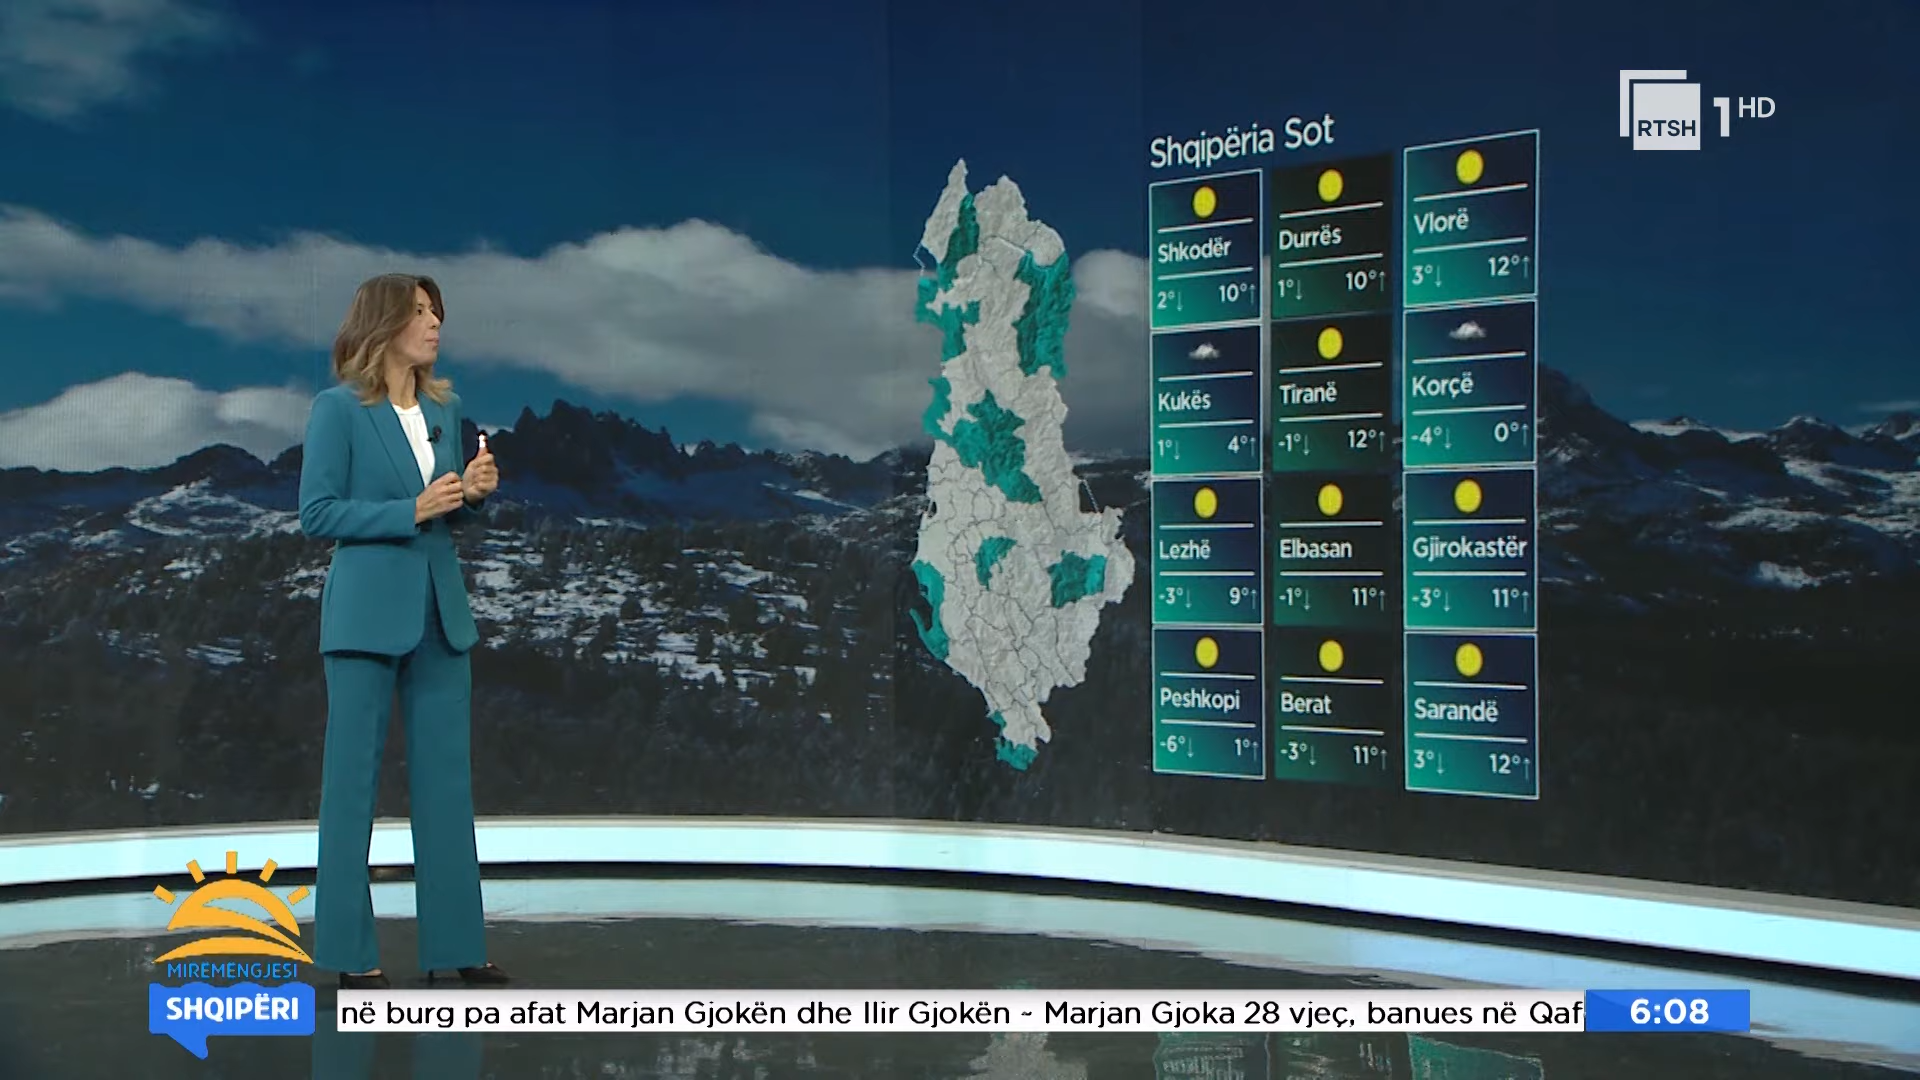 RTSH 1 HD
Shqipëria Sot
Shkodër
2°↓ 10°↑
Durrës
1°↓ 10°↑
Vlorë
3°↓ 12°↑
Kukës
1°↓ 4°↑
Tiranë
-1°↓ 12°↑
Korçë
-4°↓ 0°↑
Lezhë
-3°↓ 9°↑
Elbasan
-1°↓ 11°↑
Gjirokastër
-3°↓ 11°↑
Peshkopi
-6°↓ 1°↑
Berat
-3°↓ 11°↑
Sarandë
3°↓ 12°↑
MIREMENGJESI
SHQIPËRI
në burg pa afat Marjan Gjokën dhe Ilir Gjokën ~ Marjan Gjoka 28 vjeç, banues në Qaf
6:08